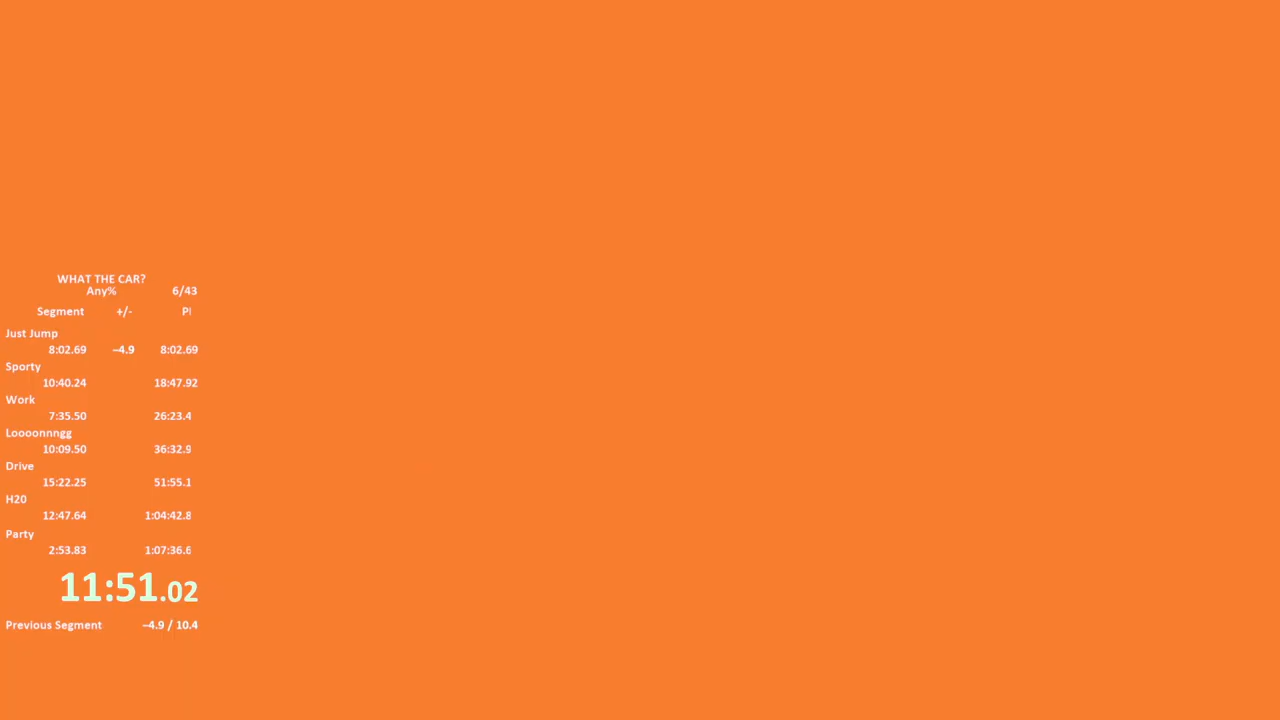 WHAT THE CAR?
Any% 6/43
Segment +/- P
Just Jump
8:02.69 −4.9 8:02.69
Sporty
10:40.24 18:47.92
Work
7:35.50 26:23.4
Loooonnngg
10:09.50 36:32.9
Drive
15:22.25 51:55.1
H20
12:47.64 1:04:42.8
Party
2:53.83 1:07:36.6
11:51.02
Previous Segment −4.9 / 10.4